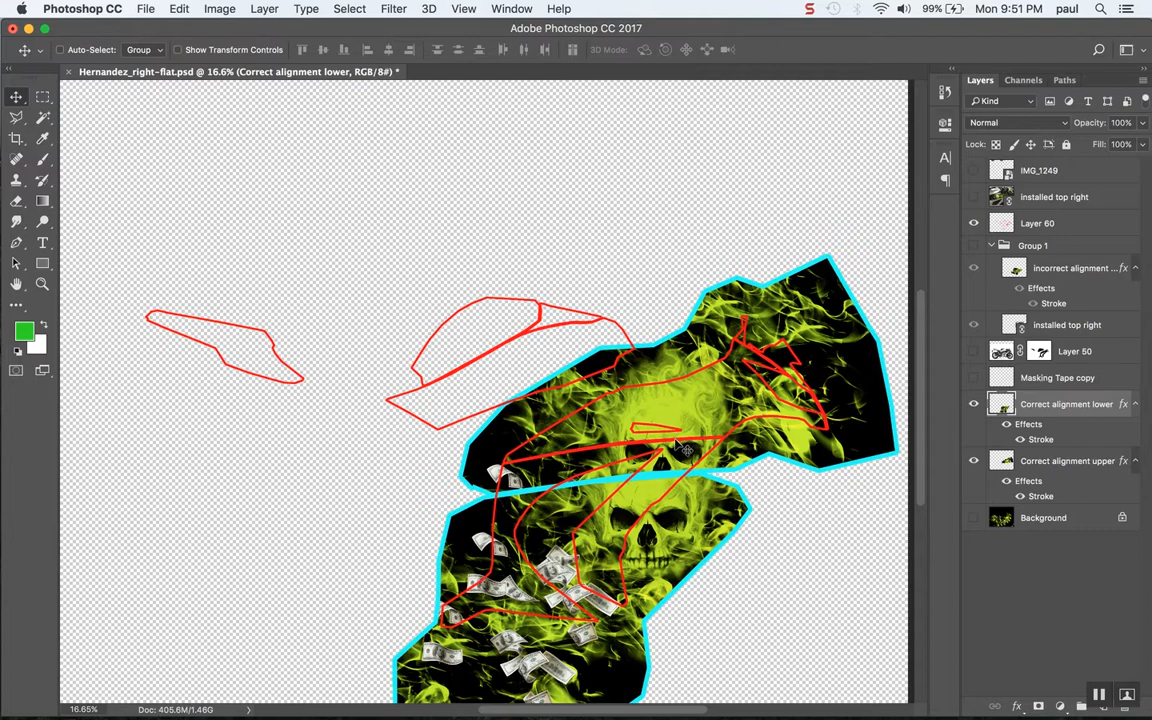 Photoshop CC File Edit Image Layer Type Select Filter 3D View Window Help S 99% Mon 9:51 PM paul
Adobe Photoshop CC 2017
Auto-Select: Group Show Transform Controls 3D Mode:
Hernandez_right-flat.psd @ 16.6% (Correct alignment lower, RGB/8#) *
Layers Channels Paths
Kind
Normal Opacity: 100%
Lock: Fill: 100%
IMG_1249
installed top right
Layer 60
Group 1
incorrect alignment ... fx
Effects
Stroke
installed top right
Layer 50
Masking Tape copy
Correct alignment lower fx
Effects
Stroke
Correct alignment upper fx
Effects
Stroke
Background
16.65% Doc: 405.6M/1.46G
fx